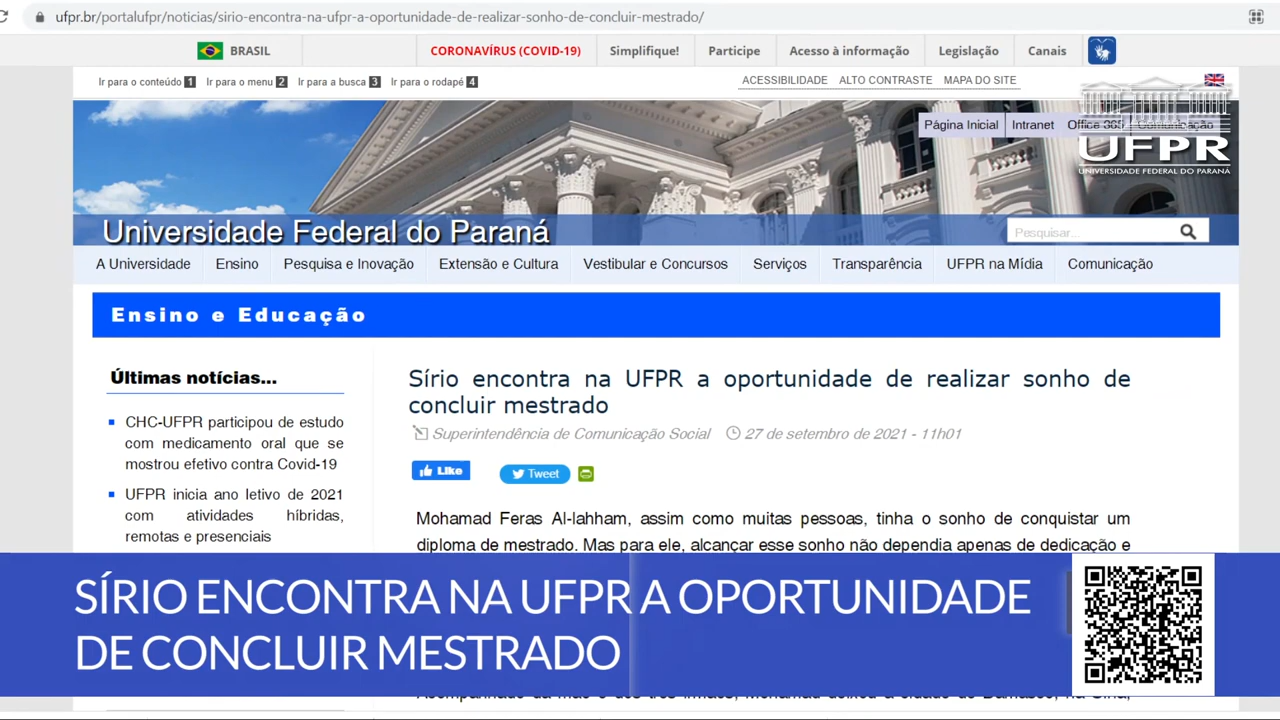 ufpr.br/portalufpr/noticias/sirio-encontra-na-ufpr-a-oportunidade-de-realizar-sonho-de-concluir-mestrado/
BRASIL
CORONAVÍRUS (COVID-19)
Simplifique!
Participe
Acesso à informação
Legislação
Canais
Ir para o conteúdo 1 Ir para o menu 2 Ir para a busca 3 Ir para o rodapé 4
ACESSIBILIDADE ALTO CONTRASTE MAPA DO SITE
Página Inicial Intranet Office 365 Comunicação
UFPR
UNIVERSIDADE FEDERAL DO PARANÁ
Universidade Federal do Paraná
Pesquisar...
A Universidade Ensino Pesquisa e Inovação Extensão e Cultura Vestibular e Concursos Serviços Transparência UFPR na Mídia Comunicação
Ensino e Educação
Últimas notícias...
CHC-UFPR participou de estudo
com medicamento oral que se
mostrou efetivo contra Covid-19
UFPR inicia ano letivo de 2021
com atividades híbridas,
remotas e presenciais
Sírio encontra na UFPR a oportunidade de realizar sonho de
concluir mestrado
Superintendência de Comunicação Social 27 de setembro de 2021 - 11h01
Like
Tweet
Mohamad Feras Al-lahham, assim como muitas pessoas, tinha o sonho de conquistar um
diploma de mestrado. Mas para ele, alcançar esse sonho não dependia apenas de dedicação e
SÍRIO ENCONTRA NA UFPR A OPORTUNIDADE
DE CONCLUIR MESTRADO